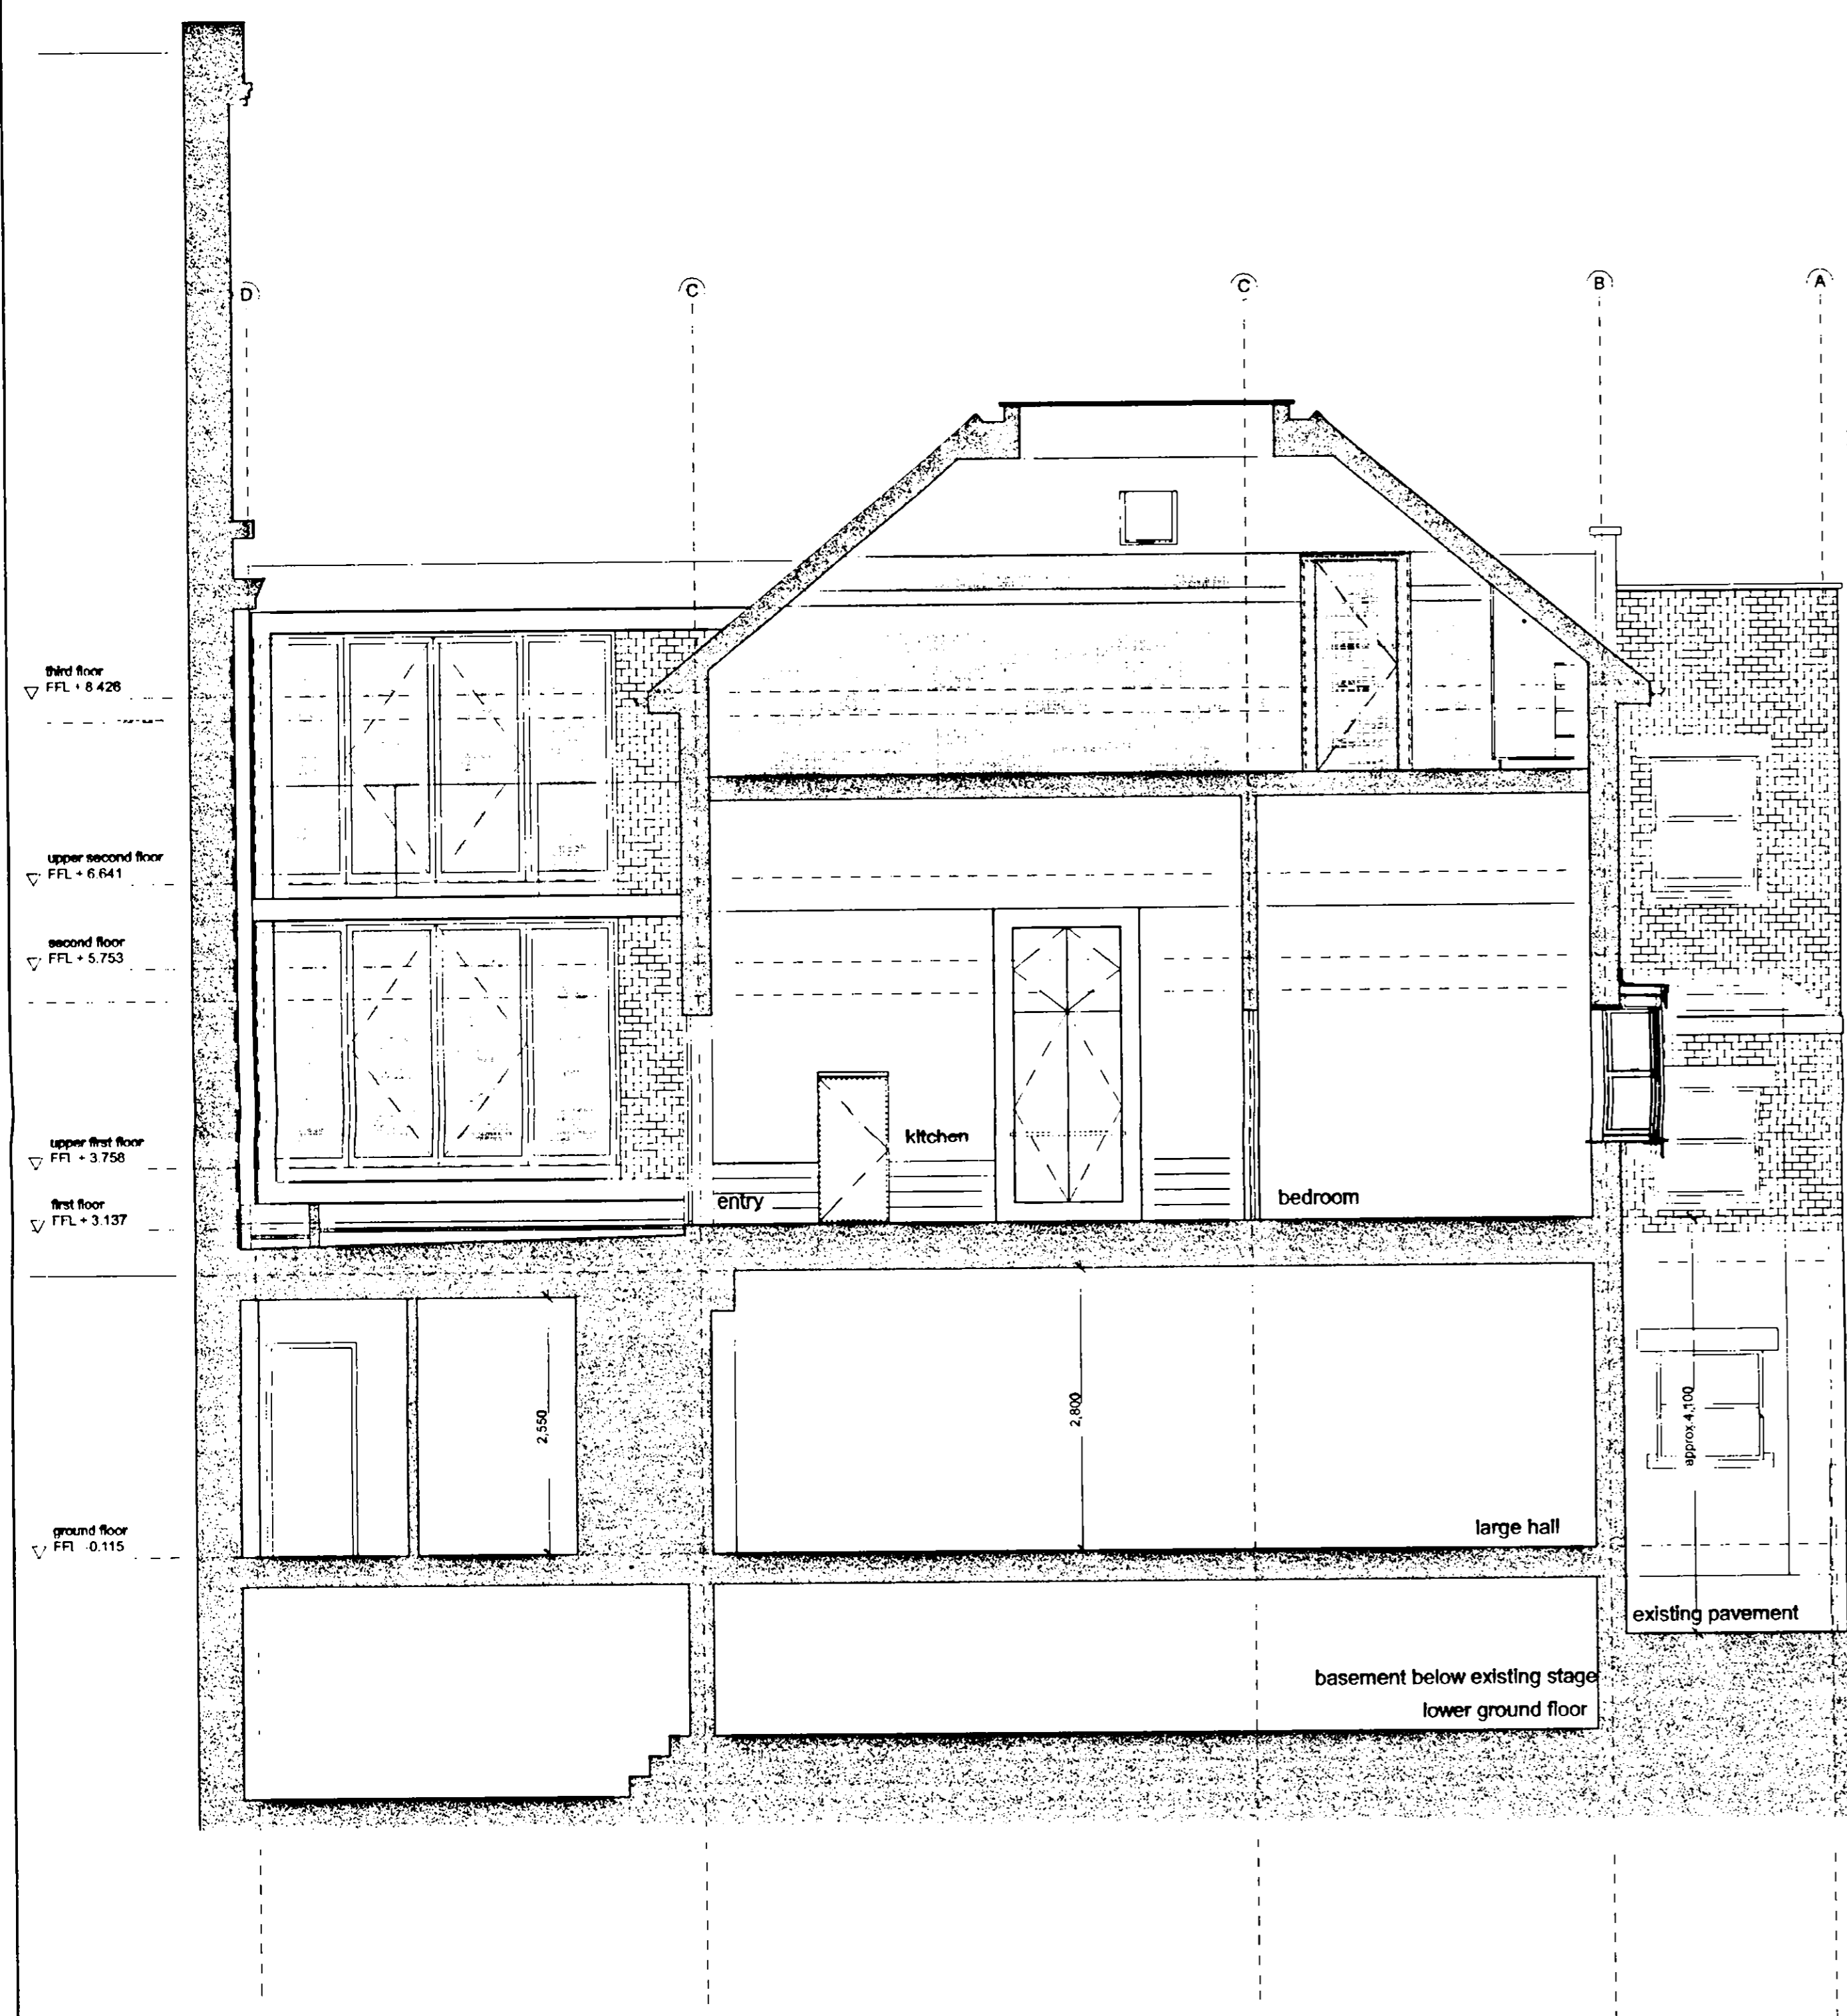 D
C
C
B
A
third floor
FFL + 8.426
upper second floor
FFL + 6.641
second floor
FFL + 5.753
upper first floor
FFL + 3.758
first floor
FFL + 3.137
ground floor
FFL -0.115
kitchen
entry
bedroom
2,550
2,800
approx.4,100
large hall
existing pavement
basement below existing stage
lower ground floor